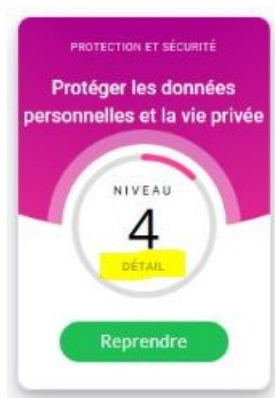 PROTECTION ET SÉCURITÉ
Protéger les données
personnelles et la vie privée
NIVEAU
4
DÉTAIL
Reprendre